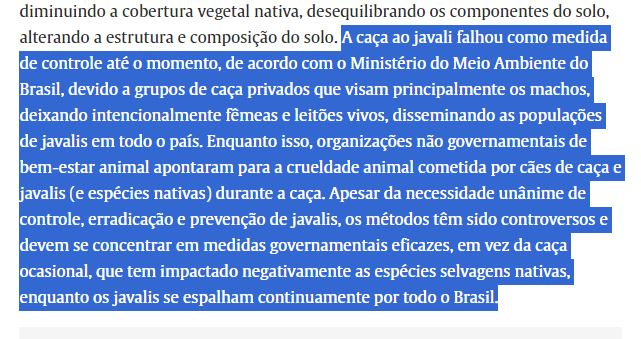 diminuindo a cobertura vegetal nativa, desequilibrando os componentes do solo,
alterando a estrutura e composição do solo. A caça ao javali falhou como medida
de controle até o momento, de acordo com o Ministério do Meio Ambiente do
Brasil, devido a grupos de caça privados que visam principalmente os machos,
deixando intencionalmente fêmeas e leitões vivos, disseminando as populações
de javalis em todo o país. Enquanto isso, organizações não governamentais de
bem-estar animal apontaram para a crueldade animal cometida por cães de caça e
javalis (e espécies nativas) durante a caça. Apesar da necessidade unânime de
controle, erradicação e prevenção de javalis, os métodos têm sido controversos e
devem se concentrar em medidas governamentais eficazes, em vez da caça
ocasional, que tem impactado negativamente as espécies selvagens nativas,
enquanto os javalis se espalham continuamente por todo o Brasil.